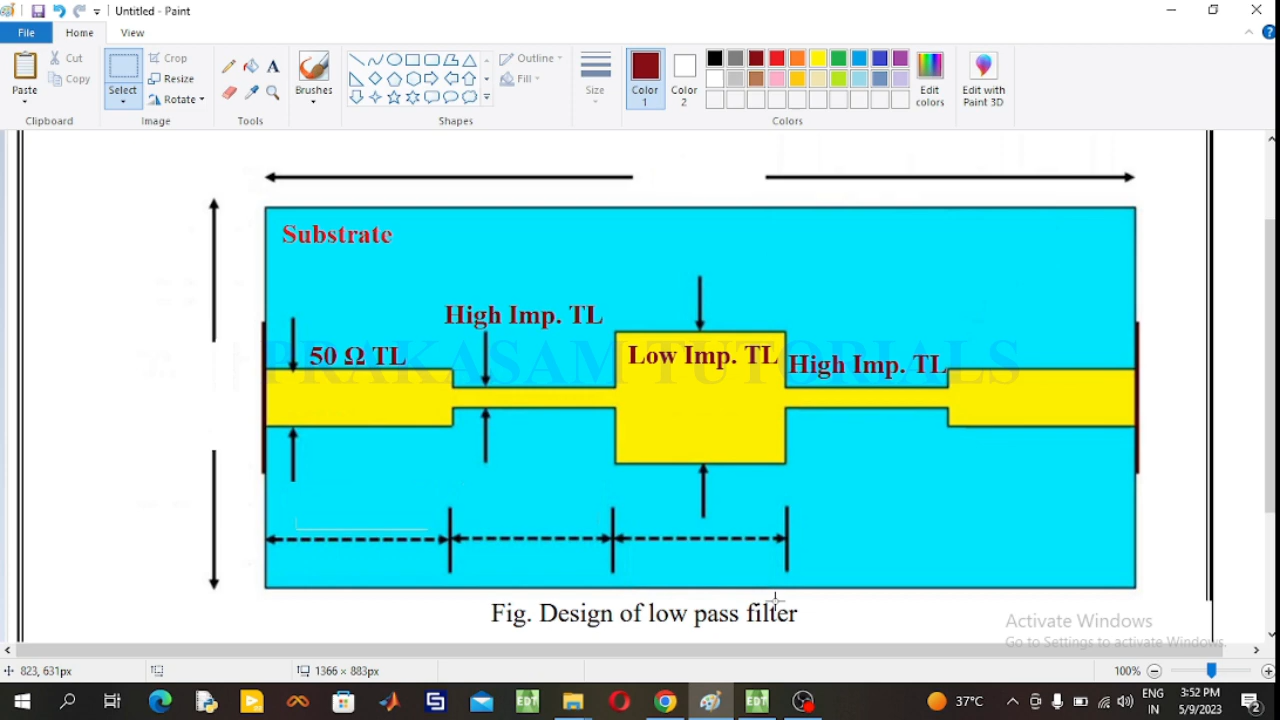 Untitled - Paint
File Home View
Paste
Cut
Copy
Clipboard
Select
Crop
Resize
Rotate
Image
Tools
Brushes
Outline
Fill
Shapes
Size
Color 1
Color 2
Edit colors
Colors
Edit with Paint 3D
Substrate
High Imp. TL
50 Ω TL
Low Imp. TL
High Imp. TL
PRAKASAM TUTORIALS
Fig. Design of low pass filter
Activate Windows
Go to Settings to activate Windows.
823, 631px
1366 × 883px
100%
EDT
EDT
37°C
ENG
IN
3:52 PM
5/9/2023
2